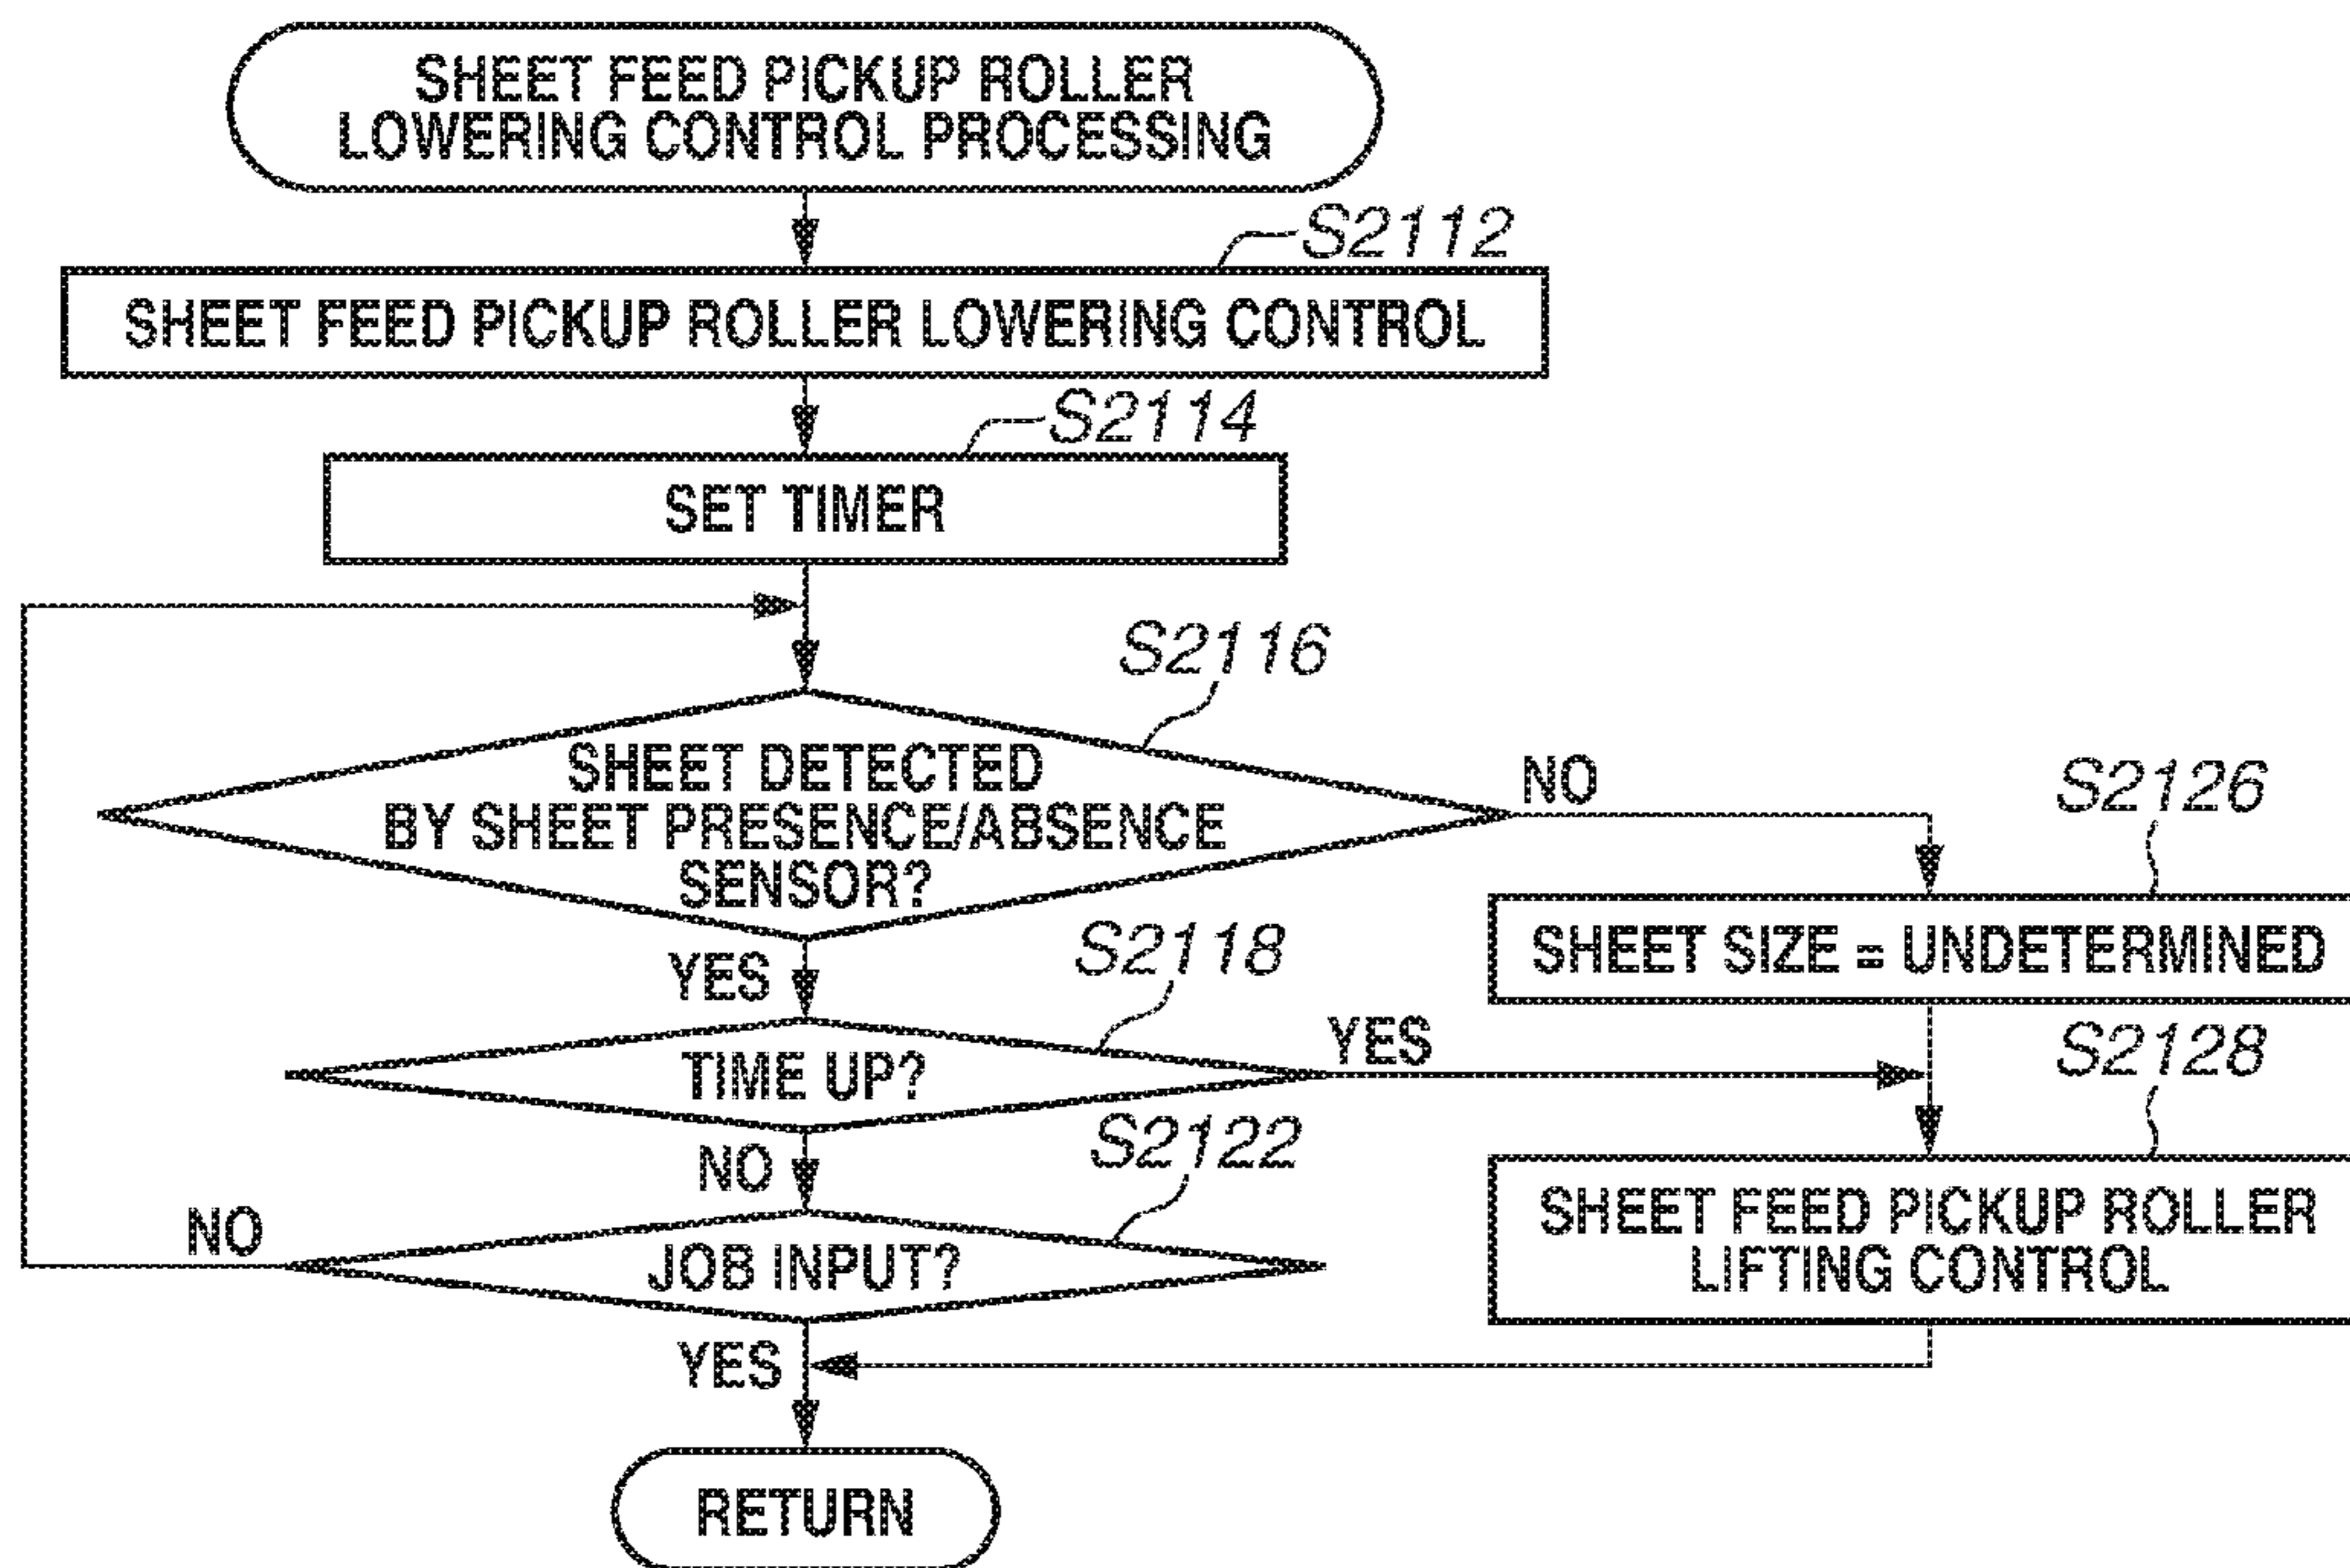 SHEET FEED PICKUP ROLLER
LOWERING CONTROL PROCESSING
S2112
SHEET FEED PICKUP ROLLER LOWERING CONTROL
S2114
SET TIMER
S2116
SHEET DETECTED
BY SHEET PRESENCE/ABSENCE
SENSOR?
NO
S2126
SHEET SIZE = UNDETERMINED
YES
S2118
TIME UP?
YES
S2128
SHEET FEED PICKUP ROLLER
LIFTING CONTROL
NO
S2122
JOB INPUT?
NO
YES
RETURN